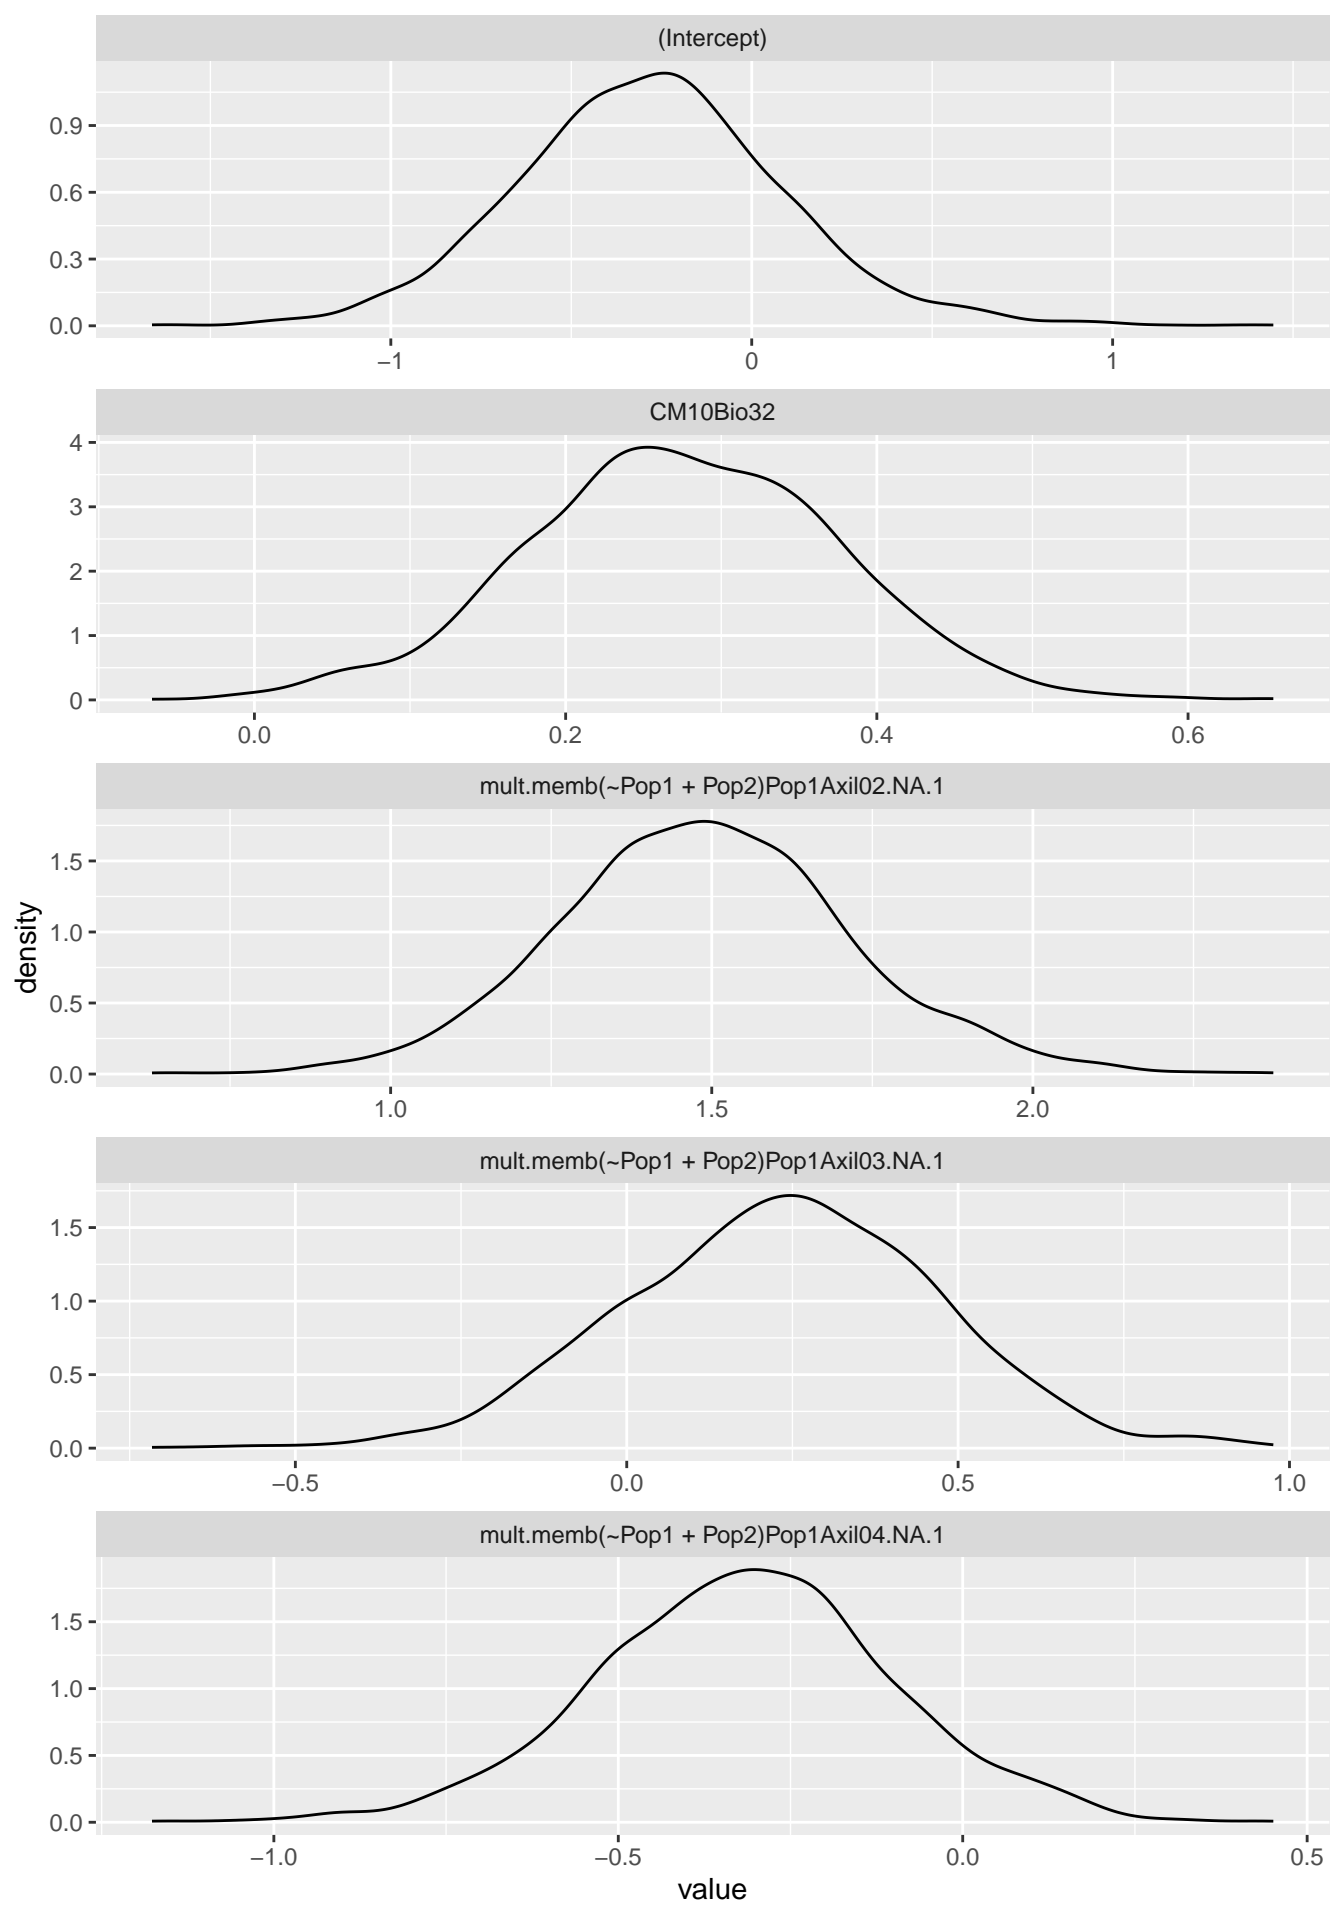 (Intercept)
0.9
0.6
0.3
0.0
−1 0 1
CM10Bio32
4
3
2
1
0
0.0 0.2 0.4 0.6
mult.memb(~Pop1 + Pop2)Pop1Axil02.NA.1
1.5
1.0
0.5
0.0
1.0 1.5 2.0
density
mult.memb(~Pop1 + Pop2)Pop1Axil03.NA.1
1.5
1.0
0.5
0.0
−0.5 0.0 0.5 1.0
mult.memb(~Pop1 + Pop2)Pop1Axil04.NA.1
1.5
1.0
0.5
0.0
−1.0 −0.5 0.0 0.5
value